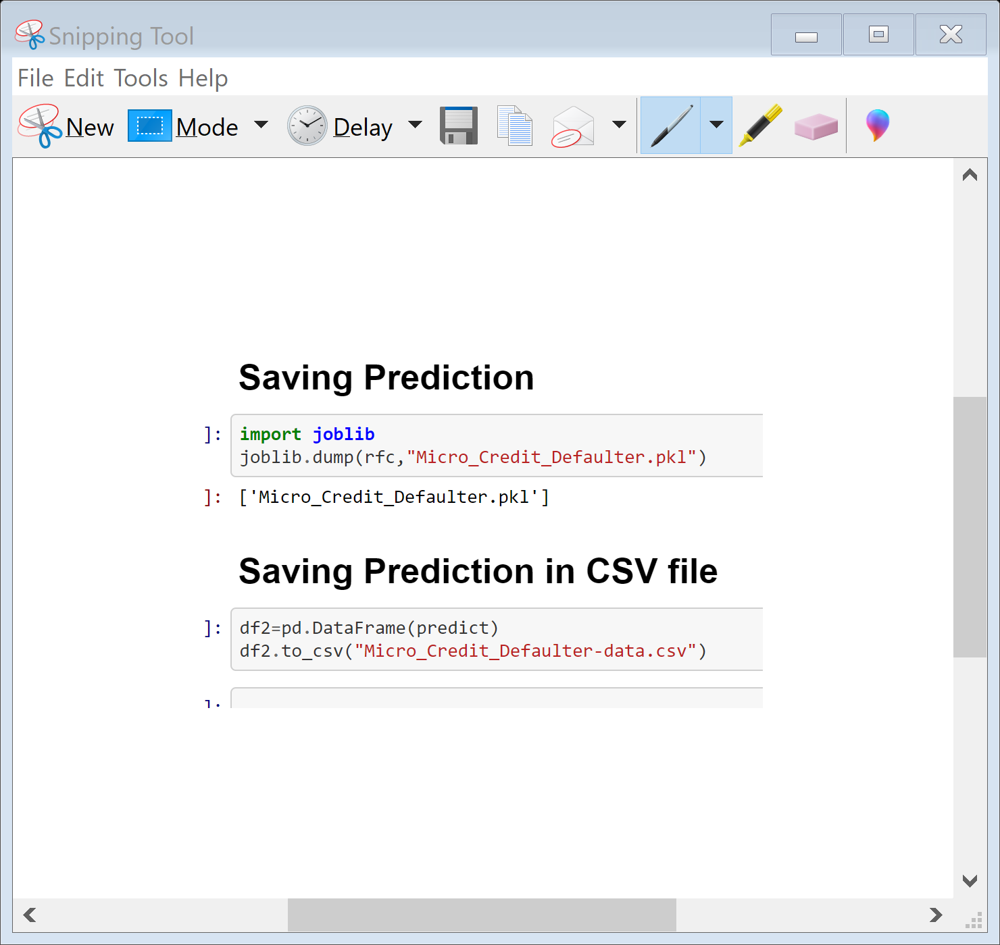 Snipping Tool
File Edit Tools Help
New Mode Delay
Saving Prediction
]: import joblib
joblib.dump(rfc,"Micro_Credit_Defaulter.pkl")
]: ['Micro_Credit_Defaulter.pkl']
Saving Prediction in CSV file
]: df2=pd.DataFrame(predict)
df2.to_csv("Micro_Credit_Defaulter-data.csv")
]: